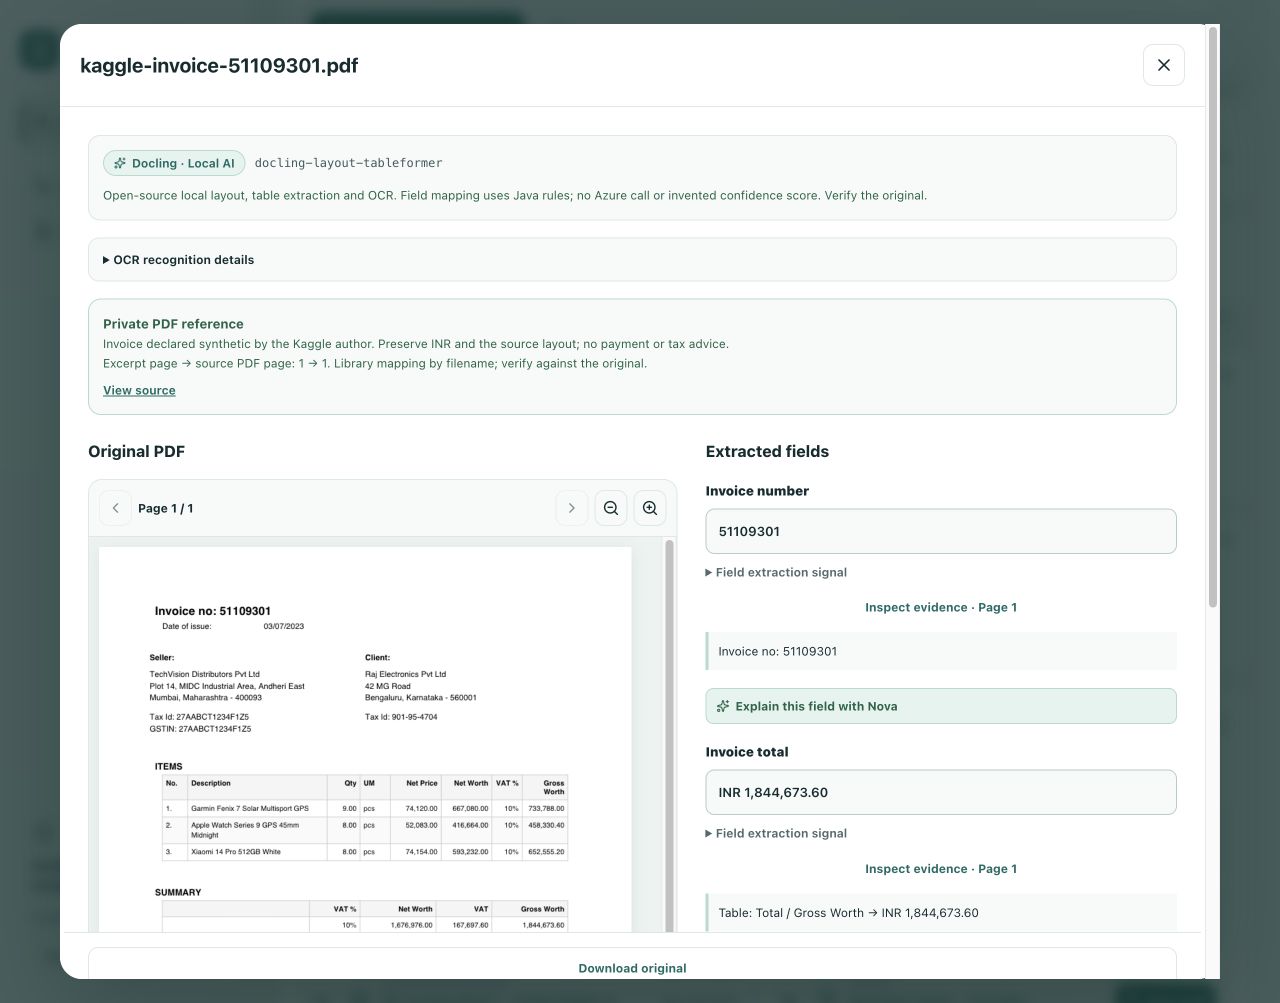 kaggle-invoice-51109301.pdf
Docling · Local AI docling-layout-tableformer
Open-source local layout, table extraction and OCR. Field mapping uses Java rules; no Azure call or invented confidence score. Verify the original.
OCR recognition details
Private PDF reference
Invoice declared synthetic by the Kaggle author. Preserve INR and the source layout; no payment or tax advice.
Excerpt page → source PDF page: 1 → 1. Library mapping by filename; verify against the original.
View source
Original PDF
Page 1 / 1
Invoice no: 51109301
Date of issue: 03/07/2023
Seller: Client:
TechVision Distributors Pvt Ltd Raj Electronics Pvt Ltd
Plot 14, MIDC Industrial Area, Andheri East 42 MG Road
Mumbai, Maharashtra - 400093 Bengaluru, Karnataka - 560001
Tax Id: 27AABCT1234F1Z5 Tax Id: 901-95-4704
GSTIN: 27AABCT1234F1Z5
ITEMS
No. Description Qty UM Net Price Net Worth VAT % Gross
Worth
1. Garmin Fenix 7 Solar Multisport GPS 9.00 pcs 74,120.00 667,080.00 10% 733,788.00
2. Apple Watch Series 9 GPS 45mm 8.00 pcs 52,083.00 416,664.00 10% 458,330.40
Midnight
3. Xiaomi 14 Pro 512GB White 8.00 pcs 74,154.00 593,232.00 10% 652,555.20
SUMMARY
VAT % Net Worth VAT Gross Worth
10% 1,676,976.00 167,697.60 1,844,673.60
Extracted fields
Invoice number
51109301
Field extraction signal
Inspect evidence · Page 1
Invoice no: 51109301
Explain this field with Nova
Invoice total
INR 1,844,673.60
Field extraction signal
Inspect evidence · Page 1
Table: Total / Gross Worth → INR 1,844,673.60
Download original